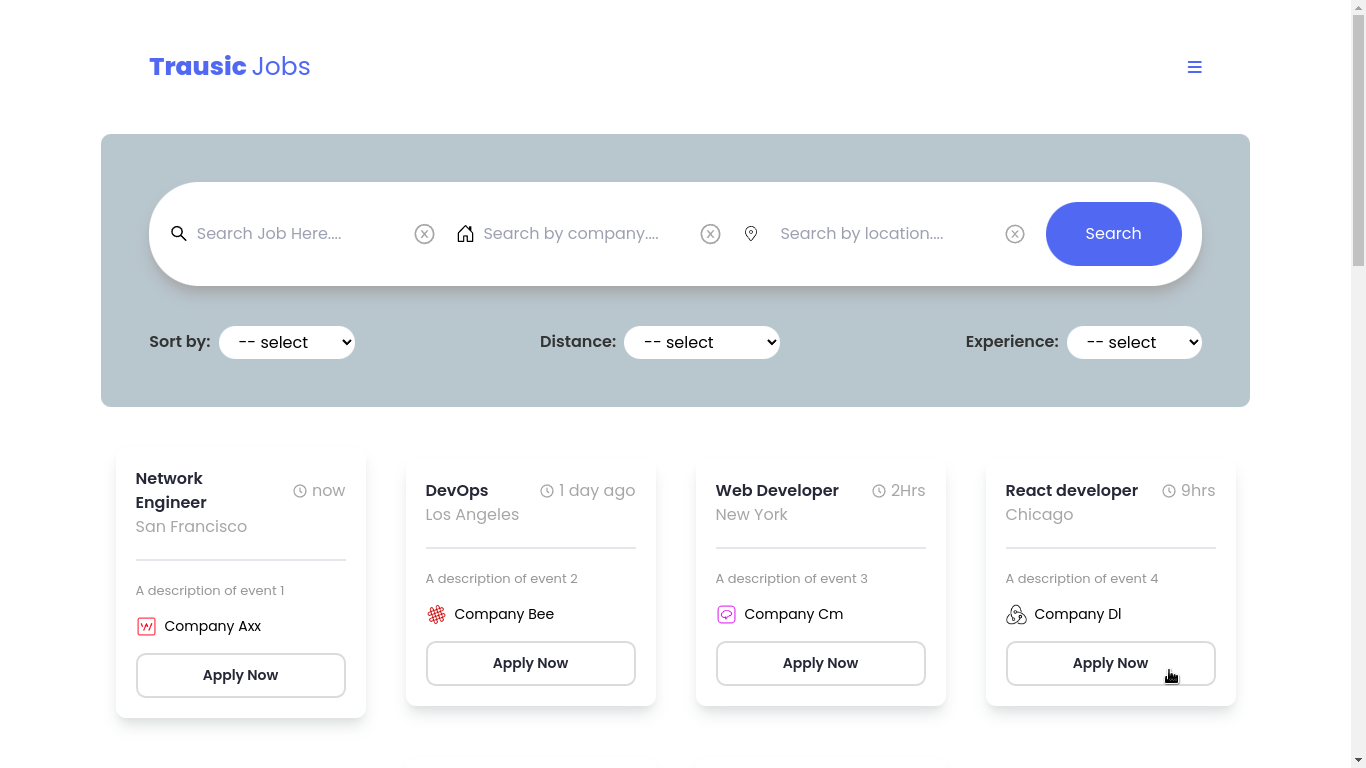 Trausic Jobs
Search Job Here....
Search by company....
Search by location....
Search
Sort by:
-- select
Distance:
-- select
Experience:
-- select
Network
Engineer
now
San Francisco
A description of event 1
Company Axx
Apply Now
DevOps
1 day ago
Los Angeles
A description of event 2
Company Bee
Apply Now
Web Developer
2Hrs
New York
A description of event 3
Company Cm
Apply Now
React developer
9hrs
Chicago
A description of event 4
Company Dl
Apply Now